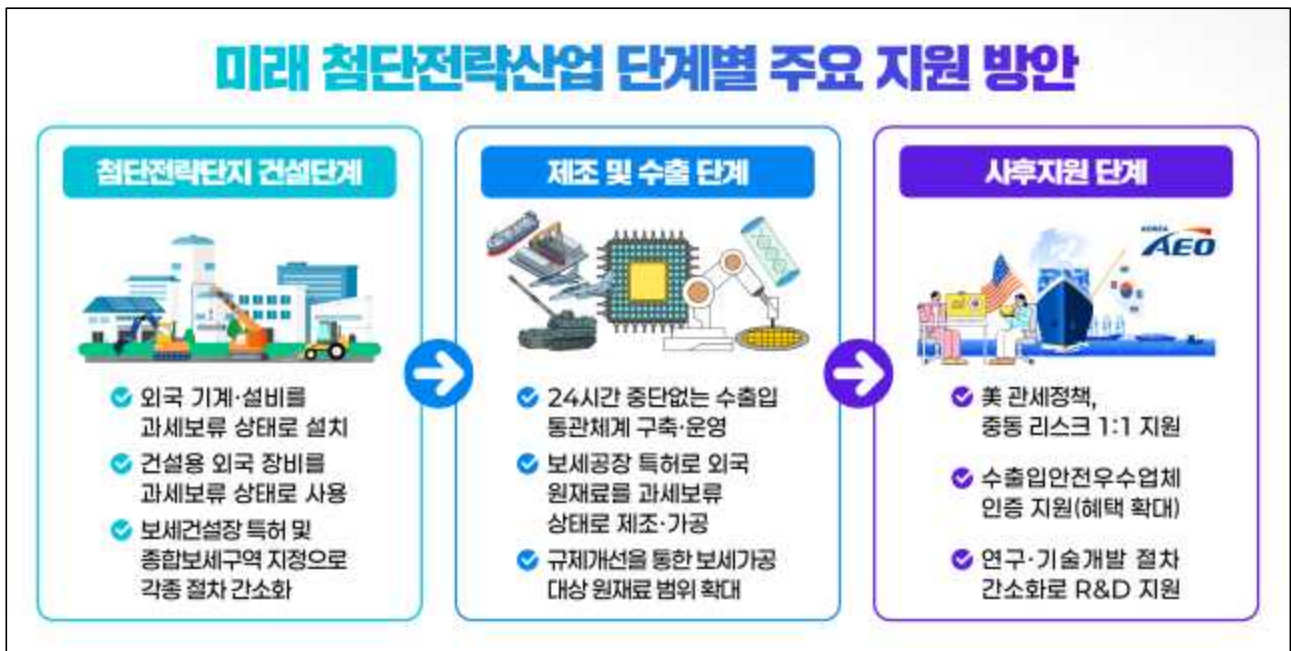 미래 첨단전략산업 단계별 주요 지원 방안
첨단전략단지 건설단계
외국 기계·설비를
과세보류 상태로 설치
건설용 외국 장비를
과세보류 상태로 사용
보세건설장 특허 및
종합보세구역 지정으로
각종 절차 간소화
제조 및 수출 단계
24시간 중단없는 수출입
통관체계 구축·운영
보세공장 특허로 외국
원재료를 과세보류
상태로 제조·가공
규제개선을 통한 보세가공
대상 원재료 범위 확대
사후지원 단계
KOREA
AEO
美 관세정책,
중동 리스크 1:1 지원
수출입안전우수업체
인증 지원(혜택 확대)
연구·기술개발 절차
간소화로 R&D 지원